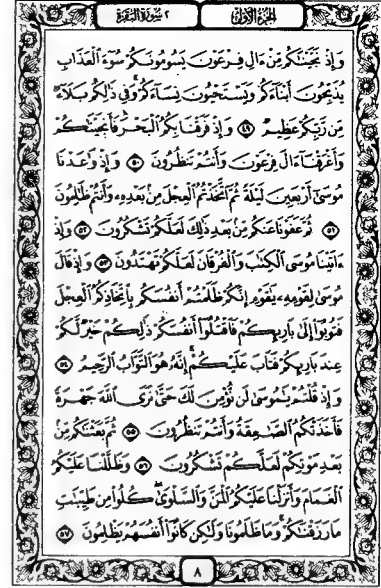 الجزء الأول
٢ سورة البقرة
وَإِذْ نَجَّيْنَٰكُم مِّنْ ءَالِ فِرْعَوْنَ يَسُومُونَكُمْ سُوٓءَ ٱلْعَذَابِ
يُذَبِّحُونَ أَبْنَآءَكُمْ وَيَسْتَحْيُونَ نِسَآءَكُمْ وَفِى ذَٰلِكُم بَلَآءٌ
مِّن رَّبِّكُمْ عَظِيمٌ ٤٩ وَإِذْ فَرَقْنَا بِكُمُ ٱلْبَحْرَ فَأَنجَيْنَٰكُمْ
وَأَغْرَقْنَآ ءَالَ فِرْعَوْنَ وَأَنتُمْ تَنظُرُونَ ٥٠ وَإِذْ وَٰعَدْنَا
مُوسَىٰٓ أَرْبَعِينَ لَيْلَةً ثُمَّ ٱتَّخَذْتُمُ ٱلْعِجْلَ مِنۢ بَعْدِهِۦ وَأَنتُمْ ظَٰلِمُونَ
٥١ ثُمَّ عَفَوْنَا عَنكُم مِّنۢ بَعْدِ ذَٰلِكَ لَعَلَّكُمْ تَشْكُرُونَ ٥٢ وَإِذْ
ءَاتَيْنَا مُوسَى ٱلْكِتَٰبَ وَٱلْفُرْقَانَ لَعَلَّكُمْ تَهْتَدُونَ ٥٣ وَإِذْ قَالَ
مُوسَىٰ لِقَوْمِهِۦ يَٰقَوْمِ إِنَّكُمْ ظَلَمْتُمْ أَنفُسَكُم بِٱتِّخَاذِكُمُ ٱلْعِجْلَ
فَتُوبُوٓا۟ إِلَىٰ بَارِئِكُمْ فَٱقْتُلُوٓا۟ أَنفُسَكُمْ ذَٰلِكُمْ خَيْرٌ لَّكُمْ
عِندَ بَارِئِكُمْ فَتَابَ عَلَيْكُمْ إِنَّهُۥ هُوَ ٱلتَّوَّابُ ٱلرَّحِيمُ ٥٤
وَإِذْ قُلْتُمْ يَٰمُوسَىٰ لَن نُّؤْمِنَ لَكَ حَتَّىٰ نَرَى ٱللَّهَ جَهْرَةً
فَأَخَذَتْكُمُ ٱلصَّٰعِقَةُ وَأَنتُمْ تَنظُرُونَ ٥٥ ثُمَّ بَعَثْنَٰكُم مِّنۢ
بَعْدِ مَوْتِكُمْ لَعَلَّكُمْ تَشْكُرُونَ ٥٦ وَظَلَّلْنَا عَلَيْكُمُ
ٱلْغَمَامَ وَأَنزَلْنَا عَلَيْكُمُ ٱلْمَنَّ وَٱلسَّلْوَىٰ كُلُوا۟ مِن طَيِّبَٰتِ
مَا رَزَقْنَٰكُمْ وَمَا ظَلَمُونَا وَلَٰكِن كَانُوٓا۟ أَنفُسَهُمْ يَظْلِمُونَ ٥٧
٨